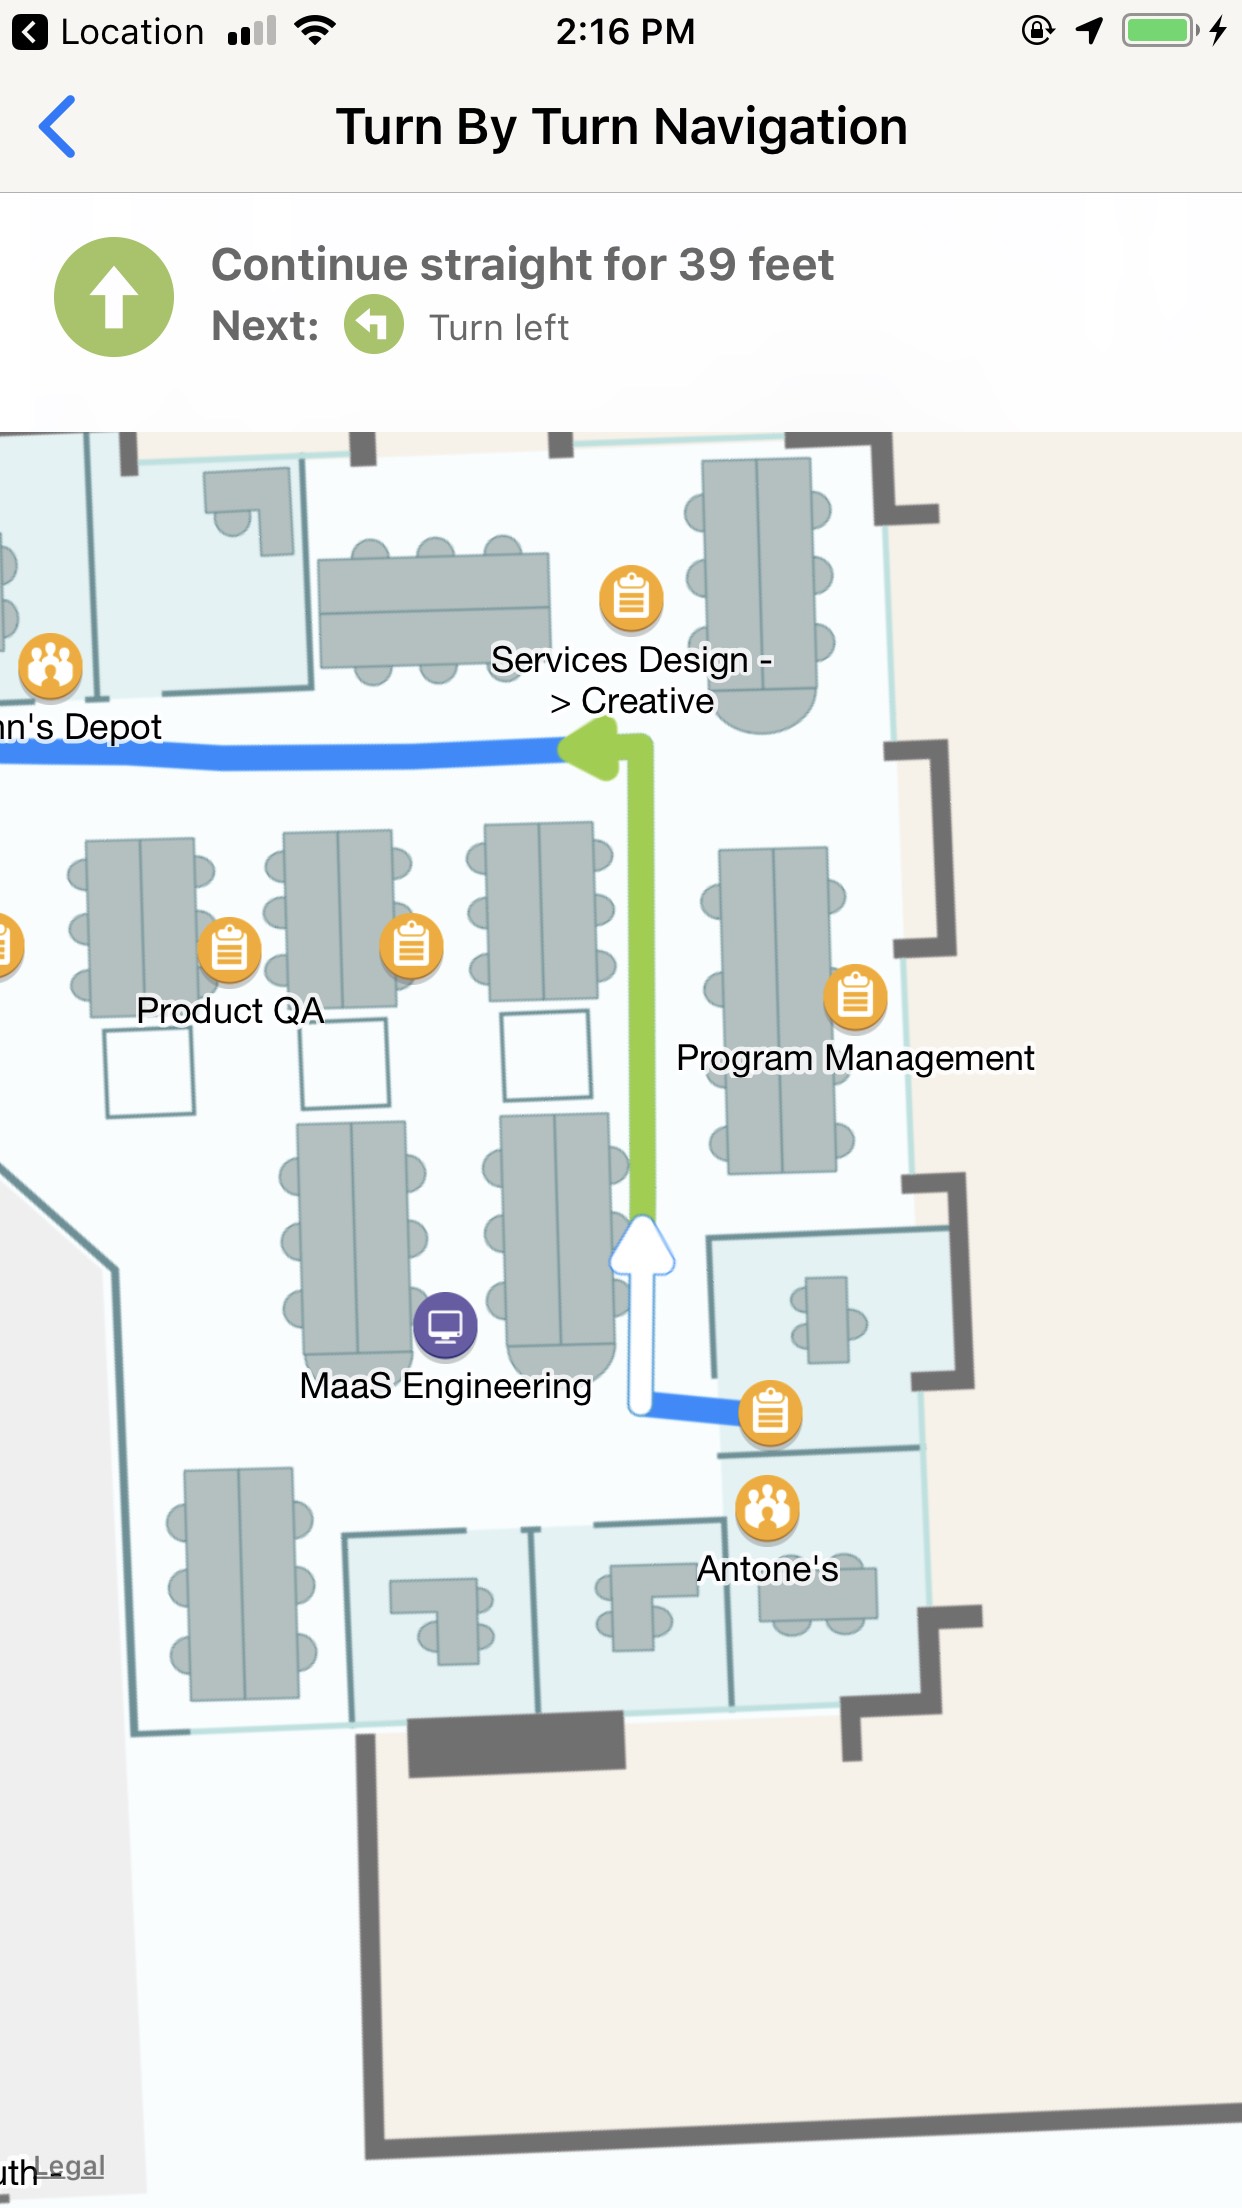 Location
2:16 PM
Turn By Turn Navigation
Continue straight for 39 feet
Next: Turn left
Services Design -
> Creative
nn's Depot
Product QA
Program Management
MaaS Engineering
Antone's
uth -
Legal